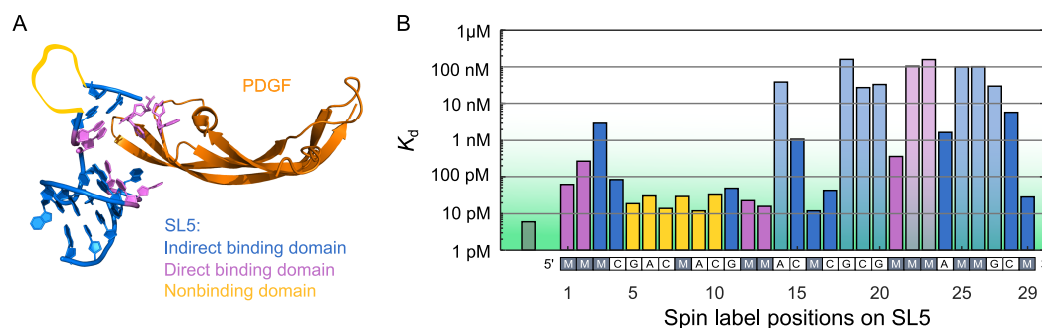 A
PDGF
SL5:
Indirect binding domain
Direct binding domain
Nonbinding domain
B
Kd
1μM
100 nM
10 nM
1 nM
100 pM
10 pM
1 pM
5' M M M C G A C M A C G M M A C M C G C G M M M A M M G C M
1 5 10 15 20 25 29
Spin label positions on SL5